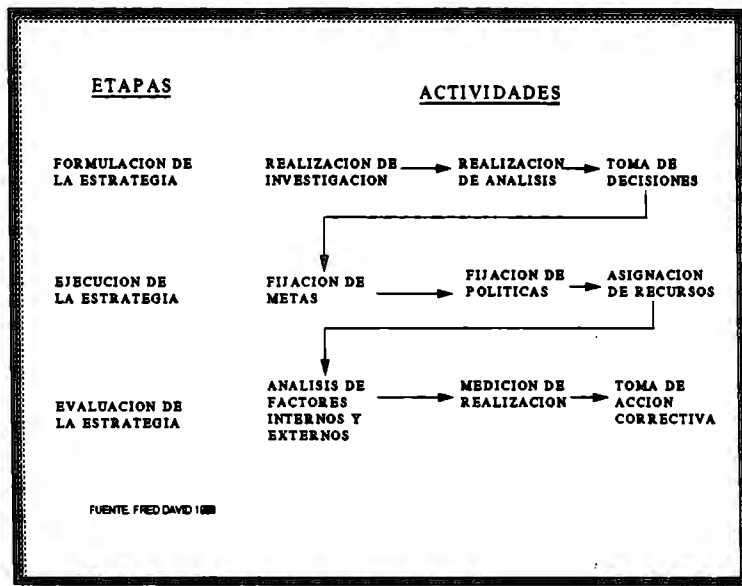 ETAPAS
ACTIVIDADES
FORMULACION DE
LA ESTRATEGIA
REALIZACION DE
INVESTIGACION
REALIZACION
DE ANALISIS
TOMA DE
DECISIONES
EJECUCION DE
LA ESTRATEGIA
FIJACION DE
METAS
FIJACION DE
POLITICAS
ASIGNACION
DE RECURSOS
EVALUACION DE
LA ESTRATEGIA
ANALISIS DE
FACTORES
INTERNOS Y
EXTERNOS
MEDICION DE
REALIZACION
TOMA DE
ACCION
CORRECTIVA
FUENTE. FRED DAVID